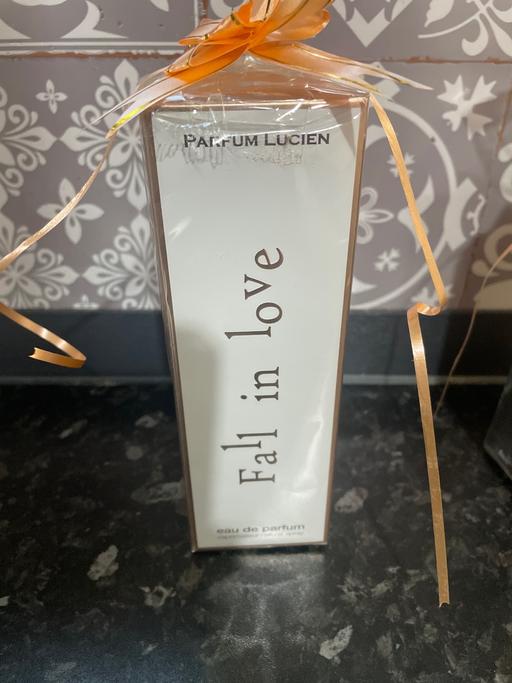 PARFUM LUCIEN
Fall in love
eau de parfum